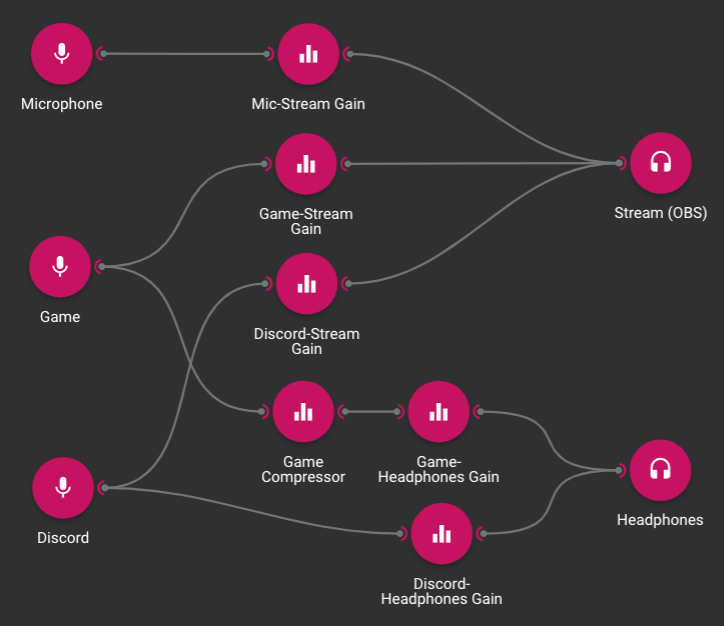 Microphone
Mic-Stream Gain
Game-Stream
Gain
Stream (OBS)
Game
Discord-Stream
Gain
Game
Compressor
Game-
Headphones Gain
Discord
Headphones
Discord-
Headphones Gain